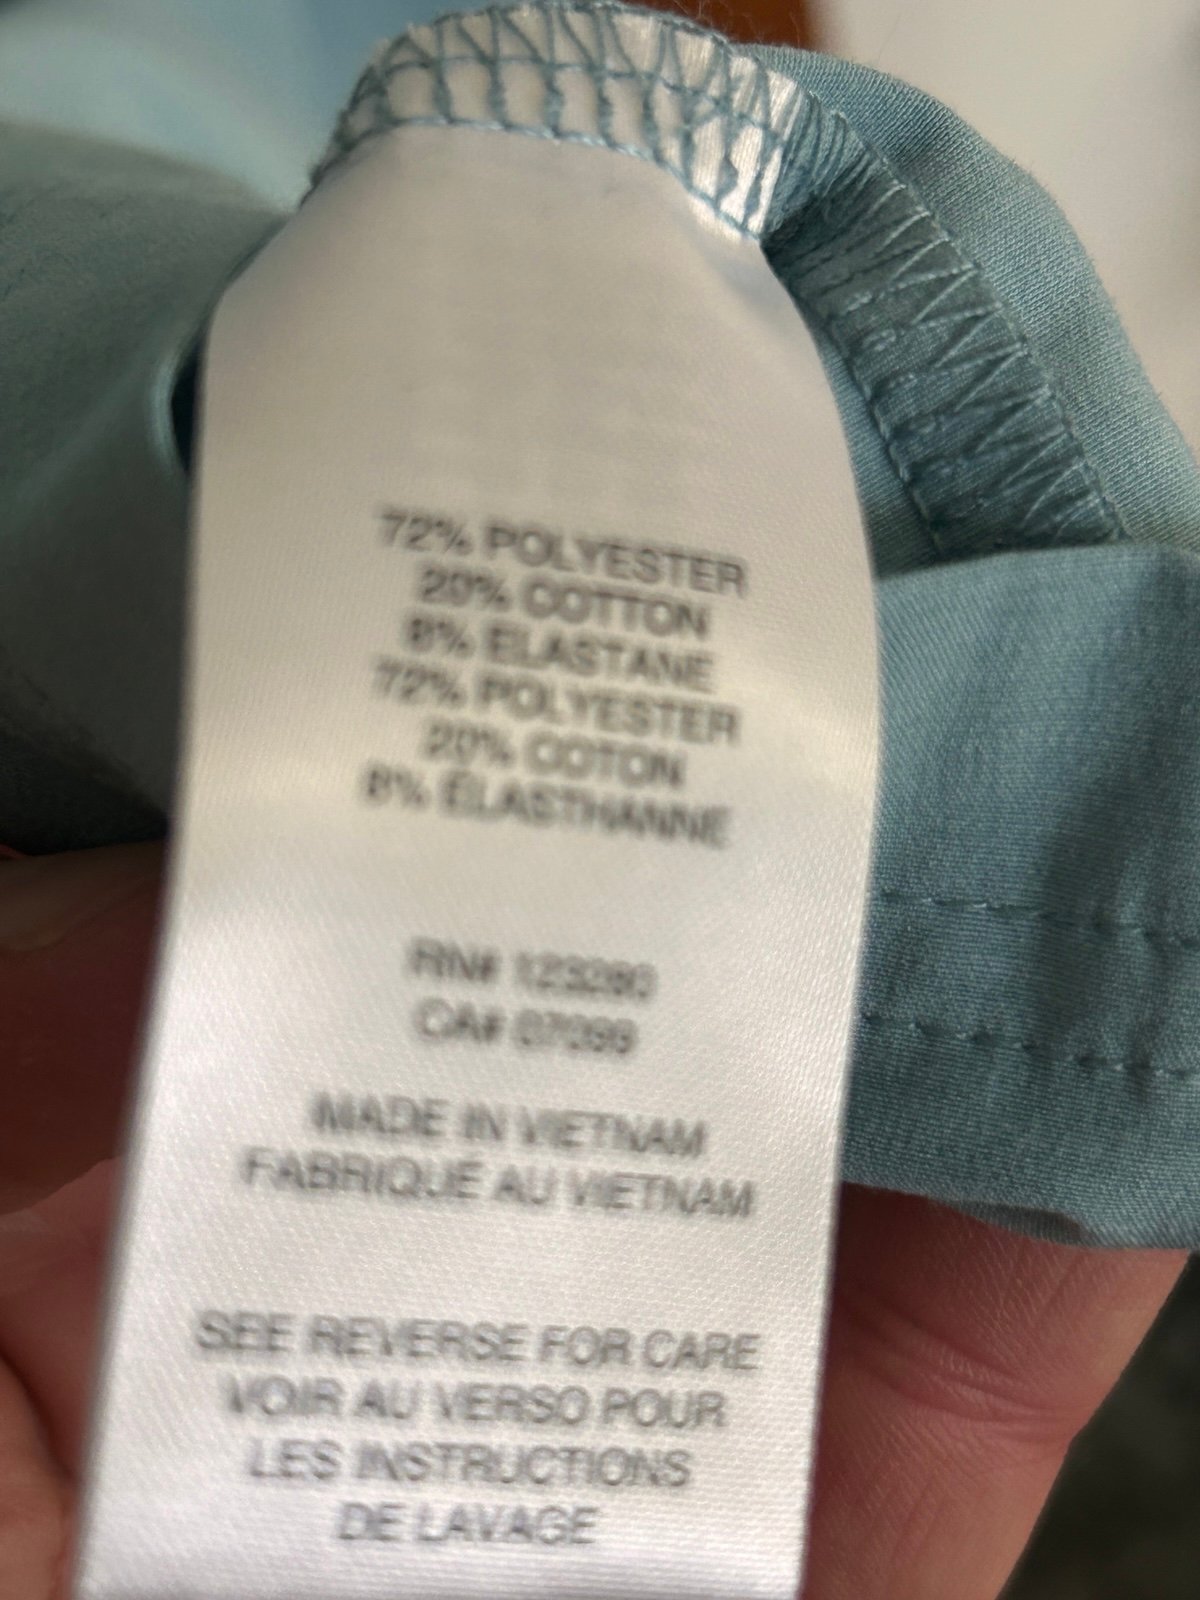 72% POLYESTER
20% COTTON
8% ELASTANE
72% POLYESTER
20% COTON
8% ÉLASTHANNE
RN# 123280
CA# 07099
MADE IN VIETNAM
FABRIQUÉ AU VIETNAM
SEE REVERSE FOR CARE
VOIR AU VERSO POUR
LES INSTRUCTIONS
DE LAVAGE